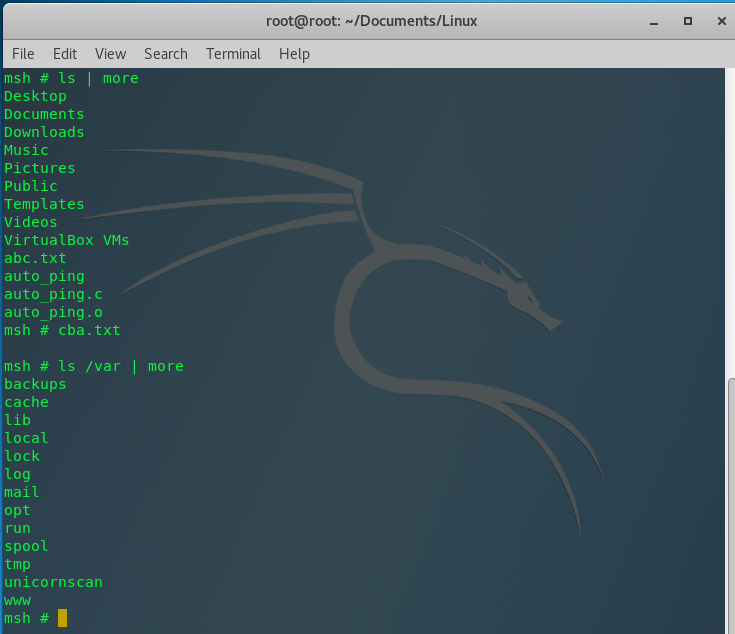 root@root: ~/Documents/Linux
File Edit View Search Terminal Help
msh # ls | more
Desktop
Documents
Downloads
Music
Pictures
Public
Templates
Videos
VirtualBox VMs
abc.txt
auto_ping
auto_ping.c
auto_ping.o
msh # cba.txt
msh # ls /var | more
backups
cache
lib
local
lock
log
mail
opt
run
spool
tmp
unicornscan
www
msh #